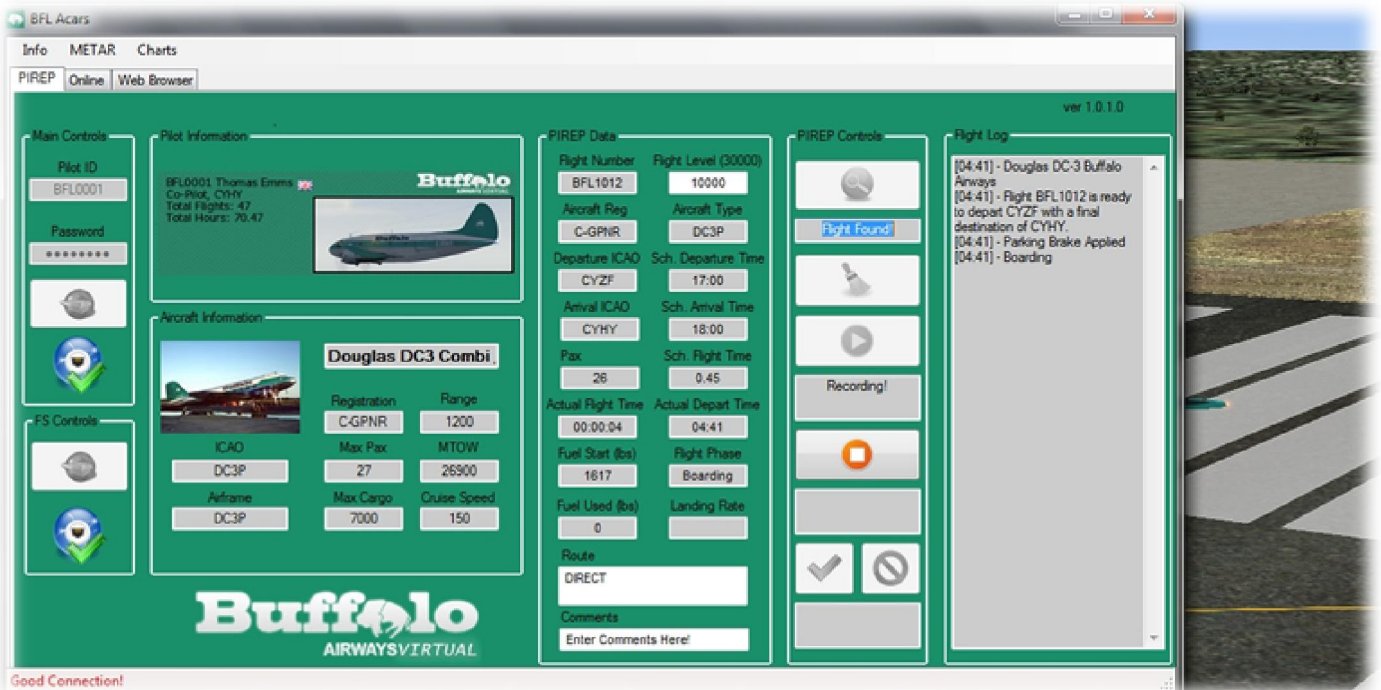 BFL Acars
Info METAR Charts
PIREP Online Web Browser
ver 1.0.1.0
Main Controls
Pilot ID
BFL0001
Password
••••••••
FS Controls
Pilot Information
BFL0001 Thomas Emms
Co-Pilot, CYHY
Total Flights: 47
Total Hours: 70.47
Buffalo
AIRWAYS VIRTUAL
Aircraft Information
Douglas DC3 Combi
Registration Range
C-GPNR 1200
ICAO Max Pax MTOW
DC3P 27 26900
Airframe Max Cargo Cruise Speed
DC3P 7000 150
Buffalo
AIRWAYSVIRTUAL
PIREP Data
Flight Number Flight Level (30000)
BFL1012 10000
Aircraft Reg Aircraft Type
C-GPNR DC3P
Departure ICAO Sch. Departure Time
CYZF 17:00
Arrival ICAO Sch. Arrival Time
CYHY 18:00
Pax Sch. Flight Time
26 0.45
Actual Flight Time Actual Depart Time
00:00:04 04:41
Fuel Start (lbs) Flight Phase
1617 Boarding
Fuel Used (lbs) Landing Rate
0
Route
DIRECT
Comments
Enter Comments Here!
PIREP Controls
Flight Found!
Recording!
Flight Log
[04:41] - Douglas DC-3 Buffalo
Airways
[04:41] - Flight BFL1012 is ready
to depart CYZF with a final
destination of CYHY.
[04:41] - Parking Brake Applied
[04:41] - Boarding
Good Connection!